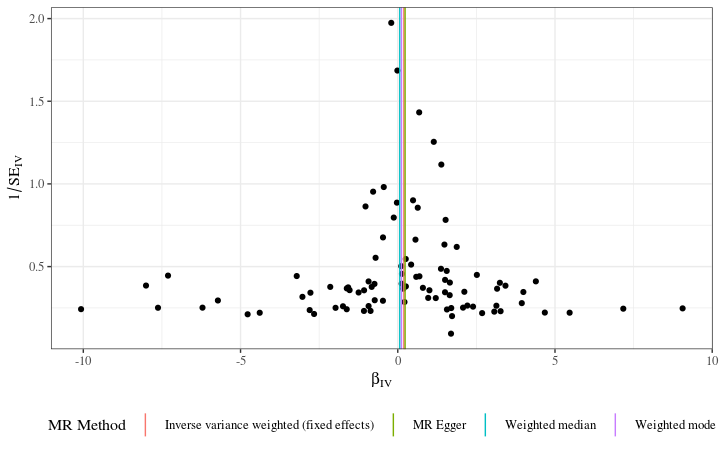 2.0
1.5
1.0
0.5
1/SE_IV
-10
-5
0
5
10
β_IV
MR Method
Inverse variance weighted (fixed effects)
MR Egger
Weighted median
Weighted mode